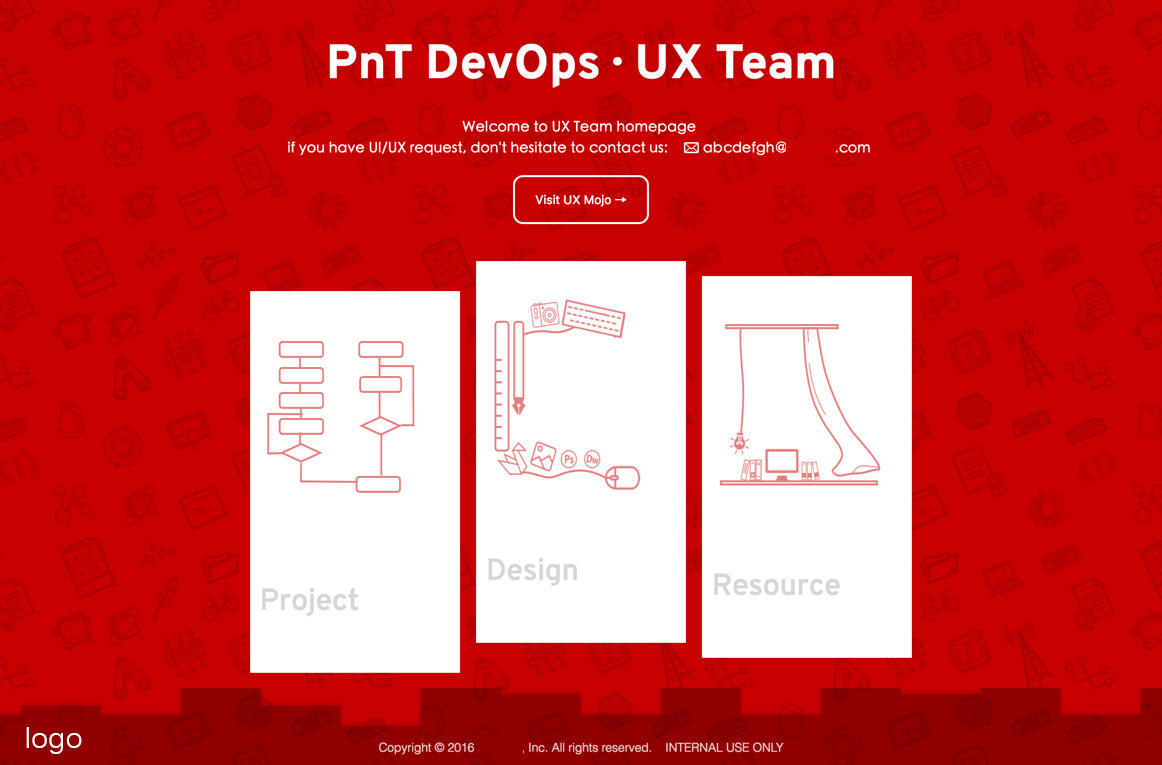 PnT DevOps · UX Team
Welcome to UX Team homepage
if you have UI/UX request, don't hesitate to contact us: abcdefgh@ .com
Visit UX Mojo →
Project
Design
Ps
Dw
Resource
logo
Copyright © 2016 , Inc. All rights reserved. INTERNAL USE ONLY